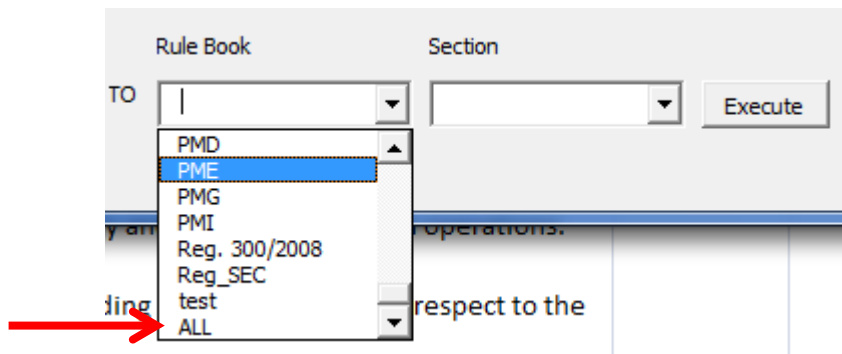 Rule Book Section
TO Execute
PMD
PME
PMG
PMI
Reg. 300/2008
Reg_SEC
test
ALL
operations.
respect to the